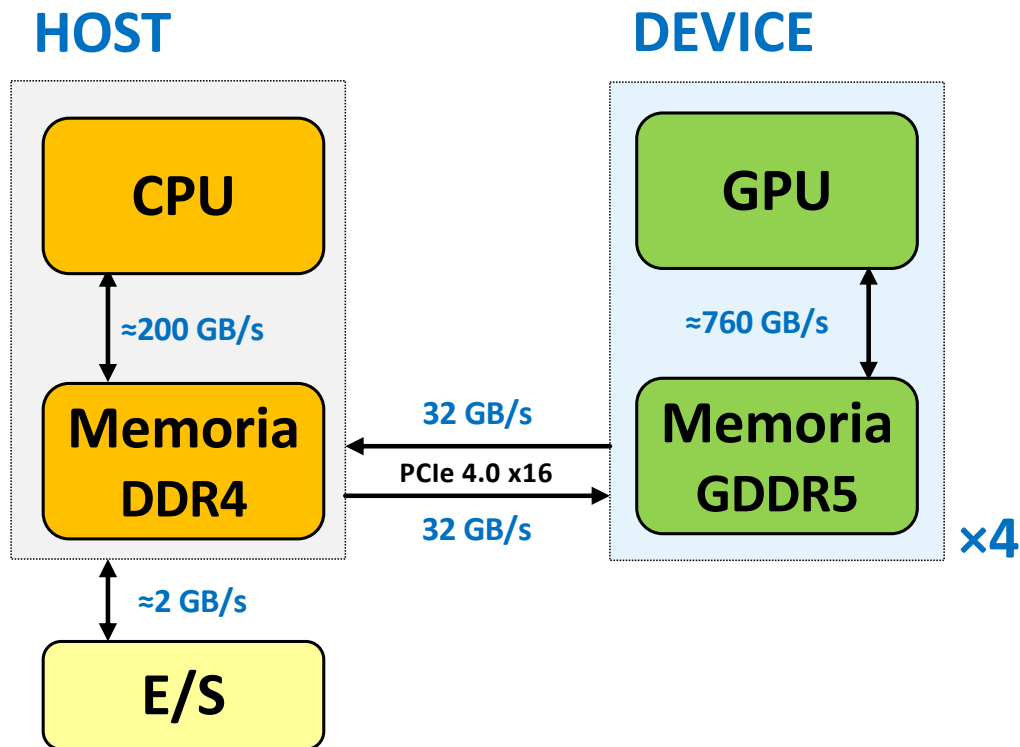 HOST
DEVICE
CPU
GPU
≈200 GB/s
≈760 GB/s
Memoria
DDR4
32 GB/s
PCIe 4.0 x16
32 GB/s
Memoria
GDDR5
×4
≈2 GB/s
E/S